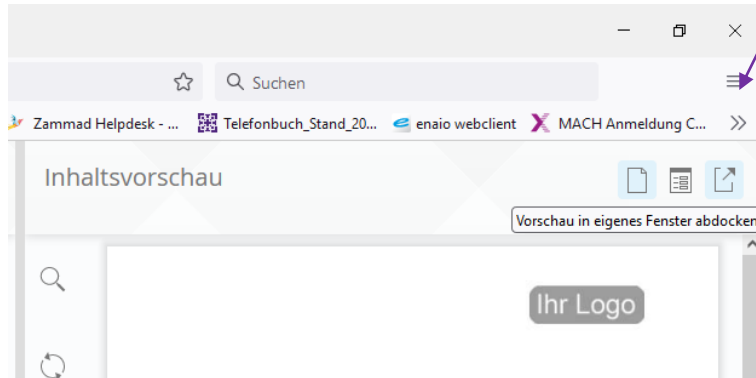 Suchen
Zammad Helpdesk - ... Telefonbuch_Stand_20... enaio webclient MACH Anmeldung C...
Inhaltsvorschau
Vorschau in eigenes Fenster abdocken
Ihr Logo